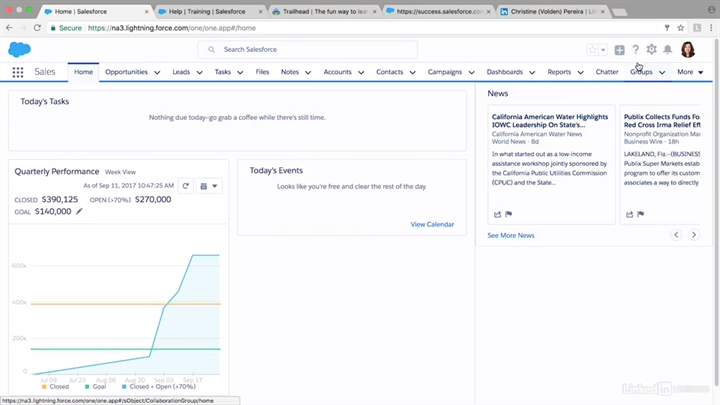 Home | Salesforce
Help | Training | Salesforce
Trailhead | The fun way to lea
https://success.salesforce.com
Christine (Volden) Pereira | Li
Secure https://na3.lightning.force.com/one/one.app#/home
Search Salesforce
Sales Home Opportunities Leads Tasks Files Notes Accounts Contacts Campaigns Dashboards Reports Chatter Groups More
Today's Tasks
Nothing due today-go grab a coffee while there's still time.
Quarterly Performance Week View
As of Sep 11, 2017 10:47:25 AM
CLOSED $390,125 OPEN (>70%) $270,000
GOAL $140,000
600k
400k
200k
0
Jul 09 Jul 23 Aug 06 Aug 20 Sep 03 Sep 17
Closed Goal Closed + Open (>70%)
Today's Events
Looks like you're free and clear the rest of the day.
View Calendar
News
California American Water Highlights
IOWC Leadership On State's...
California American Water News
World News - 8d
In what started out as a low-income
assistance workshop jointly sponsored by
the California Public Utilities Commission
(CPUC) and the State...
Publix Collects Funds Fo
Red Cross Irma Relief Ef
Nonprofit Organization Mar
Business Wire - 18h
LAKELAND, Fla.--(BUSINES
Publix Super Markets estab
program to offer its custom
associates a way to directly
See More News
https://na3.lightning.force.com/one/one.app#/sObject/CollaborationGroup/home
LinkedIn